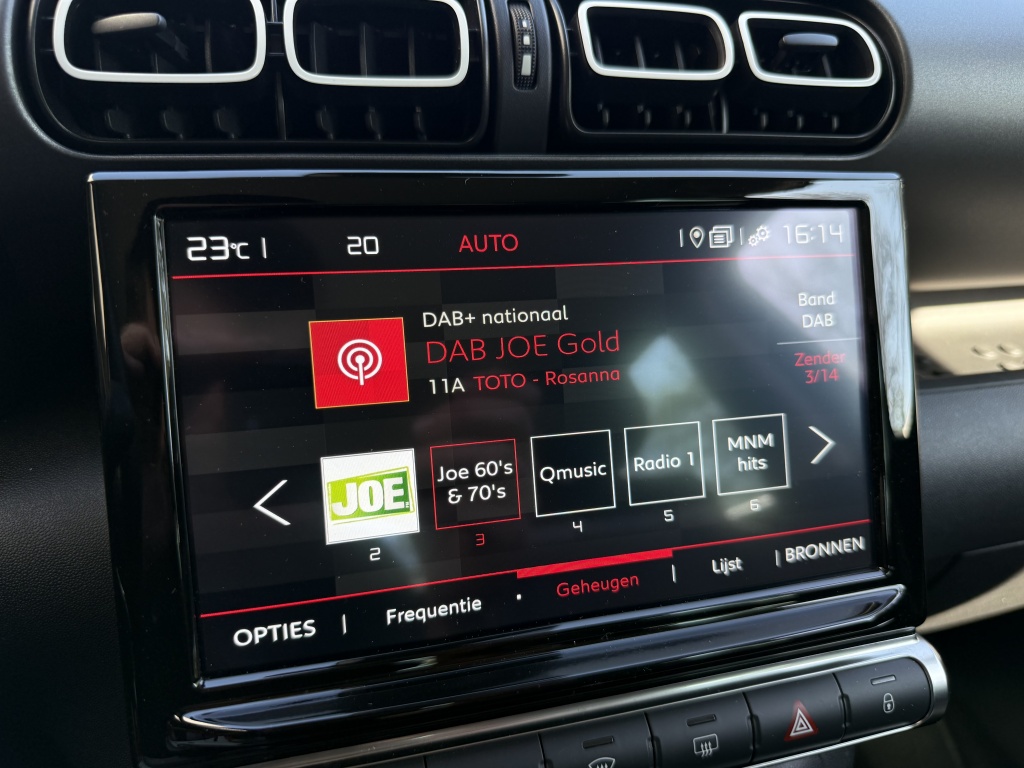 23°C
20
AUTO
16:14
DAB+ nationaal
DAB JOE Gold
11A TOTO - Rosanna
Band
DAB
Zender
3/14
JOE
2
Joe 60's
& 70's
3
Qmusic
4
Radio 1
5
MNM
hits
6
OPTIES
Frequentie
Geheugen
Lijst
BRONNEN